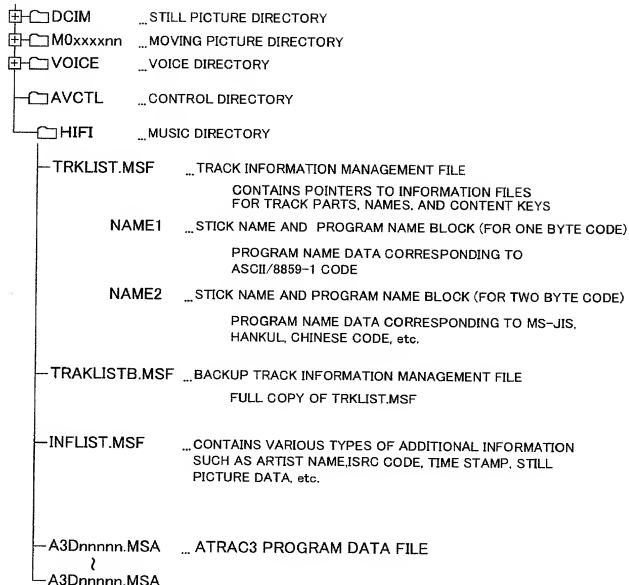 DCIM ... STILL PICTURE DIRECTORY
M0xxxxnn ... MOVING PICTURE DIRECTORY
VOICE ... VOICE DIRECTORY
AVCTL ... CONTROL DIRECTORY
HIFI ... MUSIC DIRECTORY
TRKLIST.MSF ... TRACK INFORMATION MANAGEMENT FILE
CONTAINS POINTERS TO INFORMATION FILES
FOR TRACK PARTS, NAMES, AND CONTENT KEYS
NAME1 ... STICK NAME AND PROGRAM NAME BLOCK (FOR ONE BYTE CODE)
PROGRAM NAME DATA CORRESPONDING TO
ASCII/8859-1 CODE
NAME2 ... STICK NAME AND PROGRAM NAME BLOCK (FOR TWO BYTE CODE)
PROGRAM NAME DATA CORRESPONDING TO MS-JIS,
HANKUL, CHINESE CODE, etc.
TRAKLISTB.MSF ... BACKUP TRACK INFORMATION MANAGEMENT FILE
FULL COPY OF TRKLIST.MSF
INFLIST.MSF ... CONTAINS VARIOUS TYPES OF ADDITIONAL INFORMATION
SUCH AS ARTIST NAME,ISRC CODE, TIME STAMP, STILL
PICTURE DATA, etc.
A3Dnnnnn.MSA ... ATRAC3 PROGRAM DATA FILE
~
A3Dnnnnn.MSA